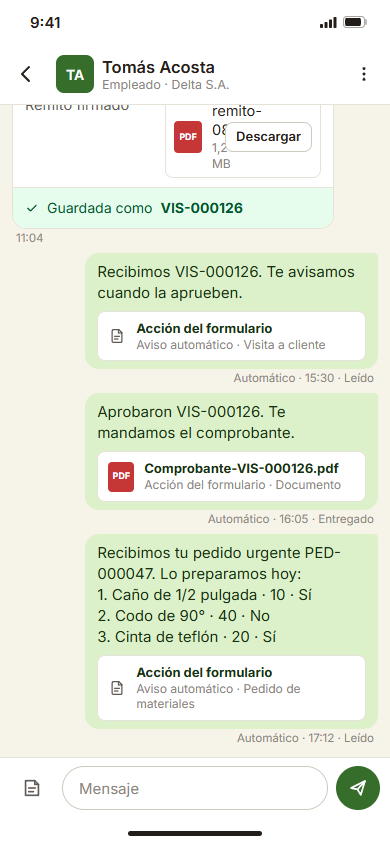 9:41
TA
Tomás Acosta
Empleado · Delta S.A.
Remito firmado
PDF
remito-
08
1,2
MB
Descargar
Guardada como VIS-000126
11:04
Recibimos VIS-000126. Te avisamos
cuando la aprueben.
Acción del formulario
Aviso automático · Visita a cliente
Automático · 15:30 · Leído
Aprobaron VIS-000126. Te
mandamos el comprobante.
PDF
Comprobante-VIS-000126.pdf
Acción del formulario · Documento
Automático · 16:05 · Entregado
Recibimos tu pedido urgente PED-
000047. Lo preparamos hoy:
1. Caño de 1/2 pulgada · 10 · Sí
2. Codo de 90° · 40 · No
3. Cinta de teflón · 20 · Sí
Acción del formulario
Aviso automático · Pedido de
materiales
Automático · 17:12 · Leído
Mensaje